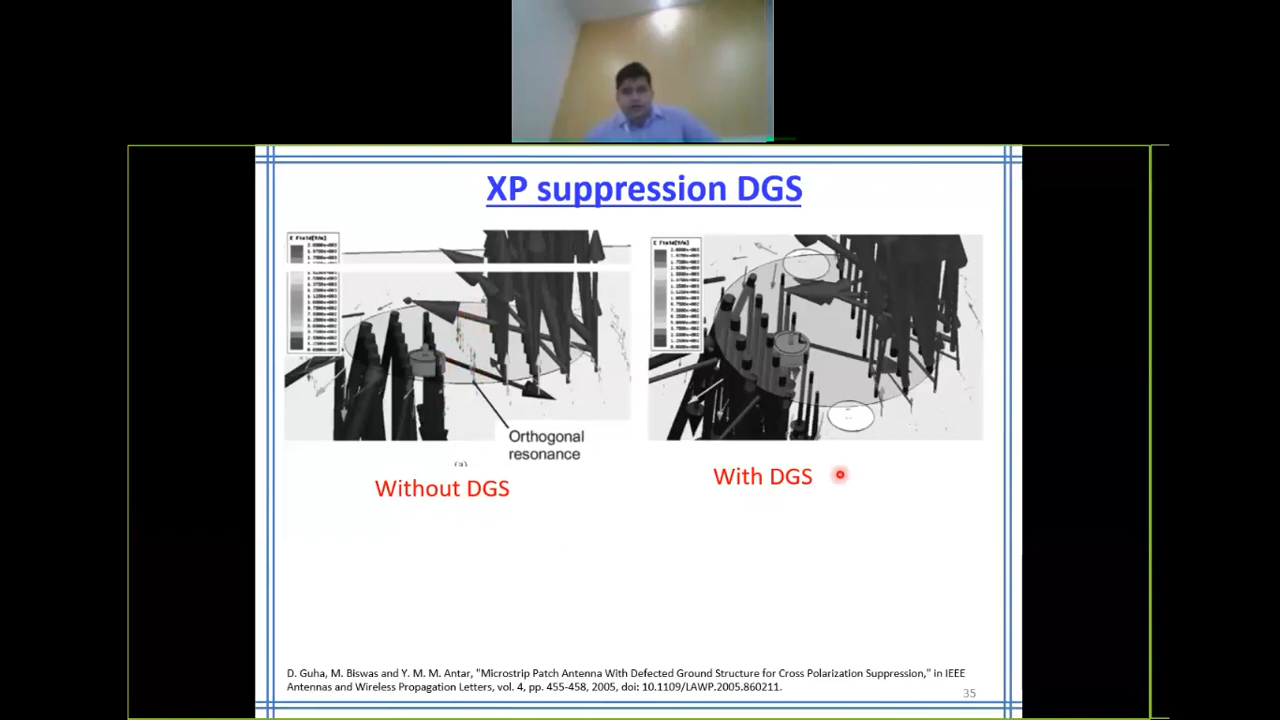 XP suppression DGS
E Field[V/m]
E Field[V/m]
Orthogonal
resonance
(a)
Without DGS
With DGS
D. Guha, M. Biswas and Y. M. M. Antar, "Microstrip Patch Antenna With Defected Ground Structure for Cross Polarization Suppression," in IEEE
Antennas and Wireless Propagation Letters, vol. 4, pp. 455-458, 2005, doi: 10.1109/LAWP.2005.860211.
35